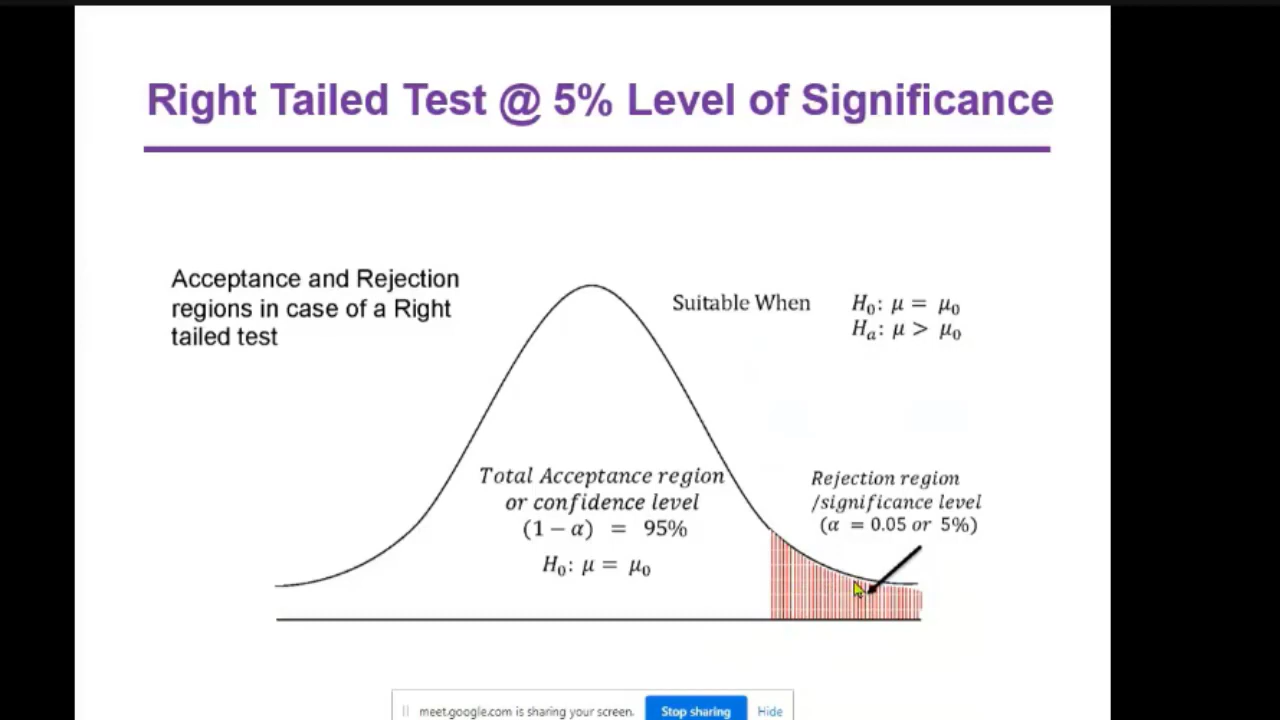 Right Tailed Test @ 5% Level of Significance
Acceptance and Rejection
regions in case of a Right
tailed test
Suitable When
H₀: μ = μ₀
Hₐ: μ > μ₀
Total Acceptance region
or confidence level
(1 − α) = 95%
H₀: μ = μ₀
Rejection region
/significance level
(α = 0.05 or 5%)
meet.google.com is sharing your screen.
Stop sharing
Hide